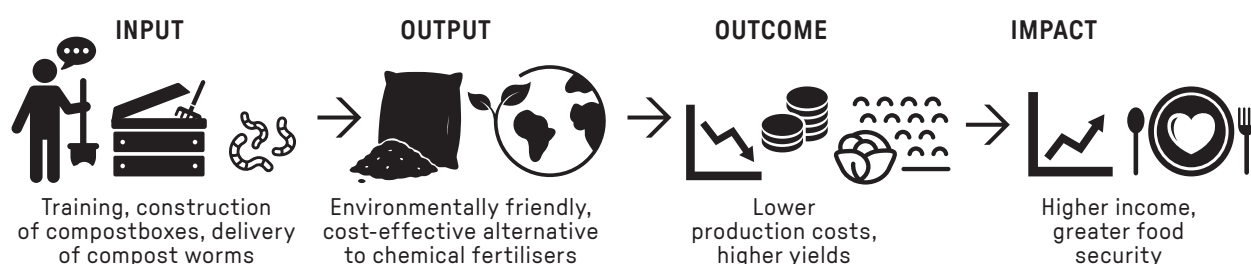 INPUT
Training, construction
of compostboxes, delivery
of compost worms
OUTPUT
Environmentally friendly,
cost-effective alternative
to chemical fertilisers
OUTCOME
Lower
production costs,
higher yields
IMPACT
Higher income,
greater food
security